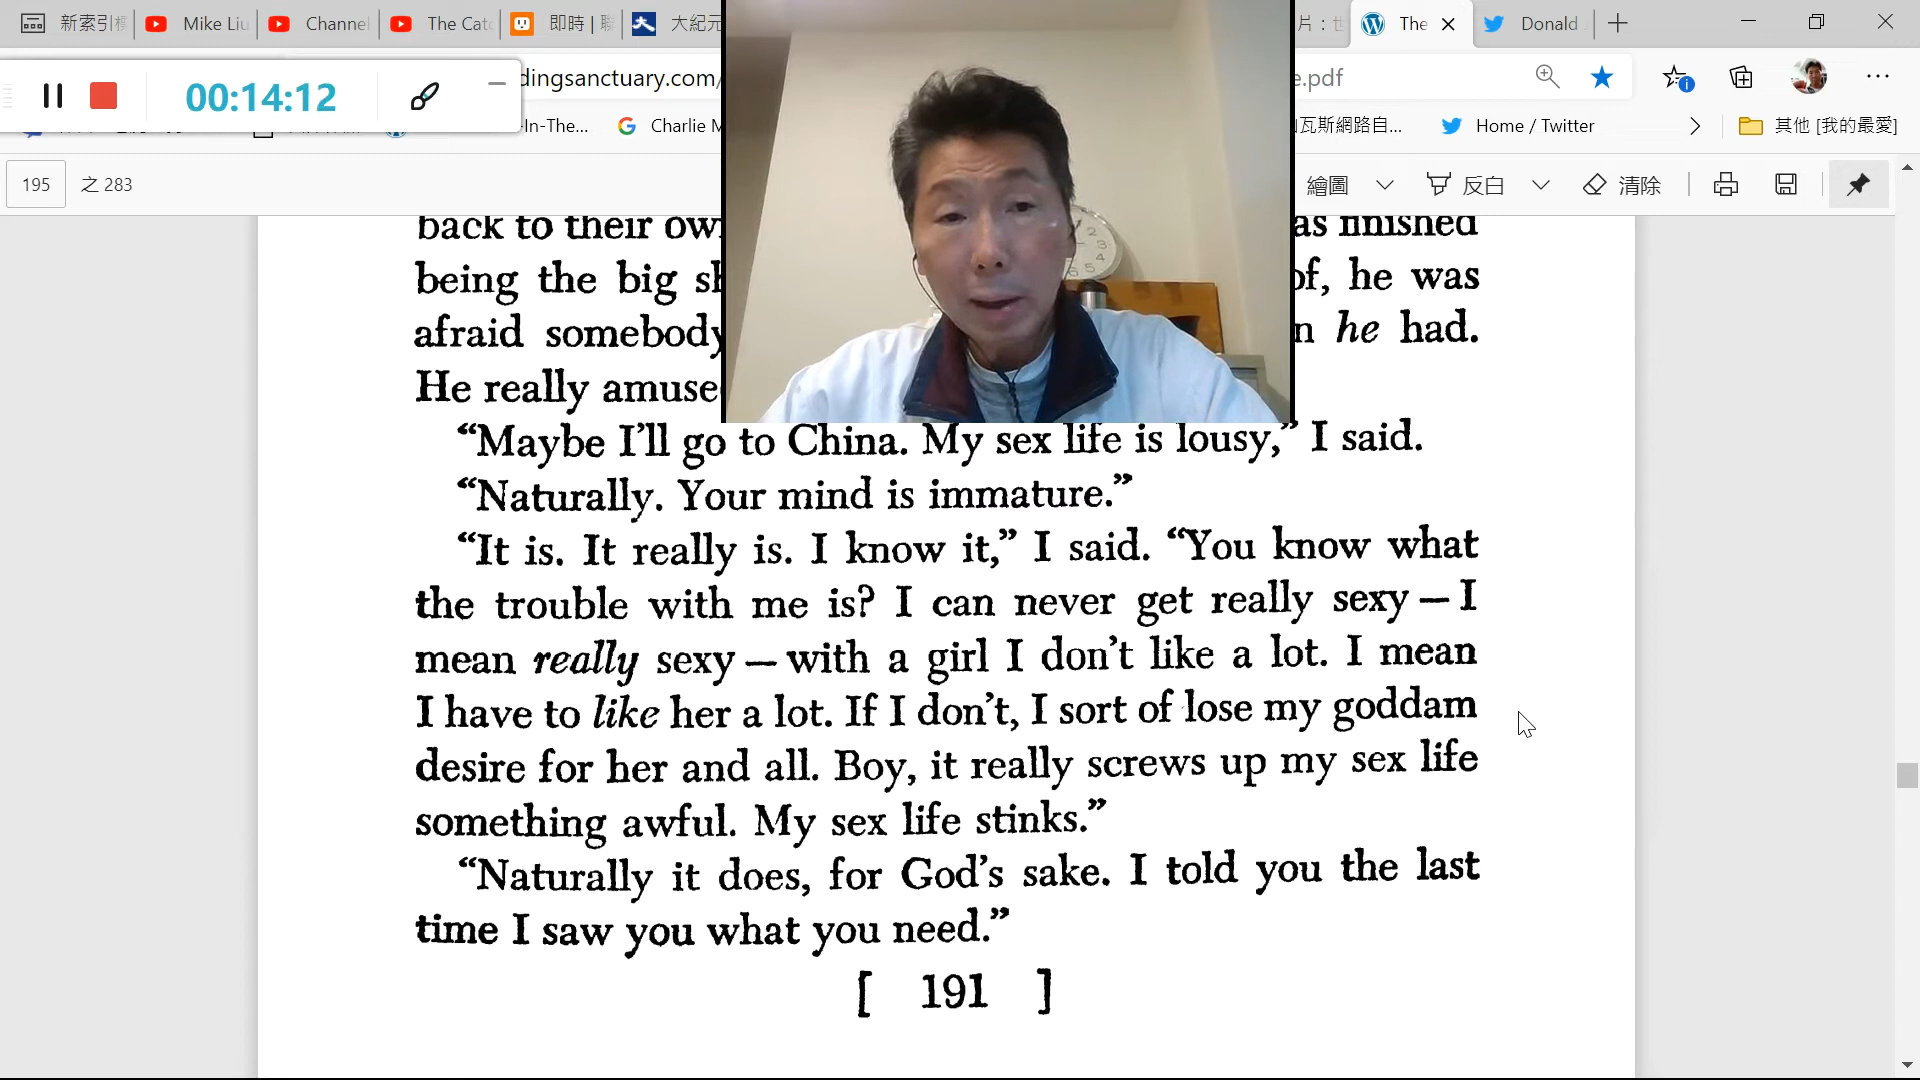 新索引標
Mike Liu
Channel
The Catc
即時 | 聯
大紀元
片：世
The
Donald
00:14:12
dingsanctuary.com/
e.pdf
-In-The...
Charlie M
瓦斯網路自...
Home / Twitter
其他 [我的最愛]
195 之 283
繪圖
反白
清除
back to their ow
as finished
being the big sh
of, he was
afraid somebody
n he had.
He really amuse
“Maybe I’ll go to China. My sex life is lousy,” I said.
“Naturally. Your mind is immature.”
“It is. It really is. I know it,” I said. “You know what
the trouble with me is? I can never get really sexy — I
mean really sexy — with a girl I don’t like a lot. I mean
I have to like her a lot. If I don’t, I sort of lose my goddam
desire for her and all. Boy, it really screws up my sex life
something awful. My sex life stinks.”
“Naturally it does, for God’s sake. I told you the last
time I saw you what you need.”
[ 191 ]